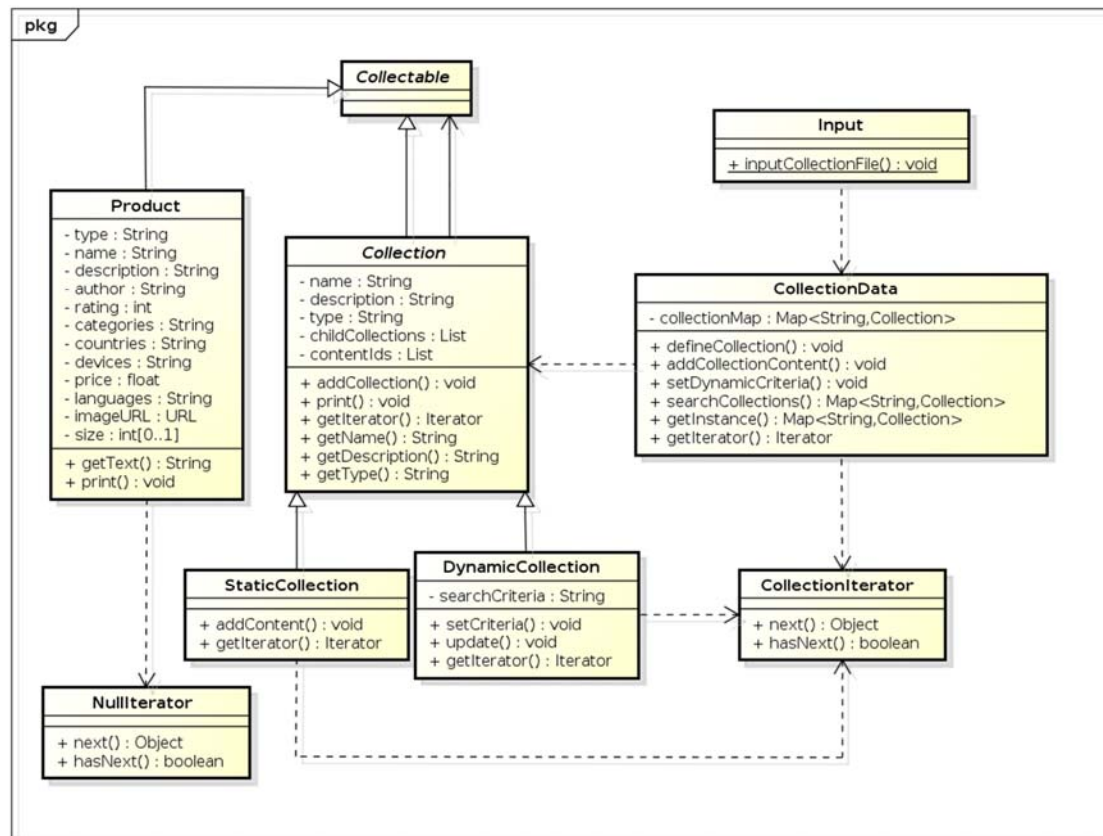 pkg
Collectable
Input
+ inputCollectionFile() : void
Product
- type : String
- name : String
- description : String
- author : String
- rating : int
- categories : String
- countries : String
- devices : String
- price : float
- languages : String
- imageURL : URL
- size : int[0..1]
+ getText() : String
+ print() : void
Collection
- name : String
- description : String
- type : String
- childCollections : List
- contentIds : List
+ addCollection() : void
+ print() : void
+ getIterator() : Iterator
+ getName() : String
+ getDescription() : String
+ getType() : String
CollectionData
- collectionMap : Map<String,Collection>
+ defineCollection() : void
+ addCollectionContent() : void
+ setDynamicCriteria() : void
+ searchCollections() : Map<String,Collection>
+ getInstance() : Map<String,Collection>
+ getIterator() : Iterator
StaticCollection
+ addContent() : void
+ getIterator() : Iterator
DynamicCollection
- searchCriteria : String
+ setCriteria() : void
+ update() : void
+ getIterator() : Iterator
CollectionIterator
+ next() : Object
+ hasNext() : boolean
NullIterator
+ next() : Object
+ hasNext() : boolean